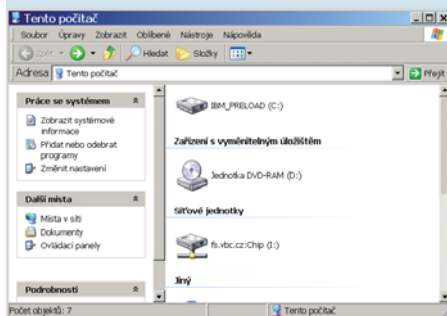 Tento počítač
Soubor Úpravy Zobrazit Oblíbené Nástroje Nápověda
Zpět Hledat Složky
Adresa Tento počítač Přejít
Práce se systémem
Zobrazit systémové
informace
Přidat nebo odebrat
programy
Změnit nastavení
Další místa
Místa v síti
Dokumenty
Ovládací panely
Podrobnosti
IBM_PRELOAD (C:)
Zařízení s vyměnitelným úložištěm
Jednotka DVD-RAM (D:)
Síťové jednotky
fs.vbc.cz:Chip (I:)
Jiný
Počet objektů: 7 Tento počítač